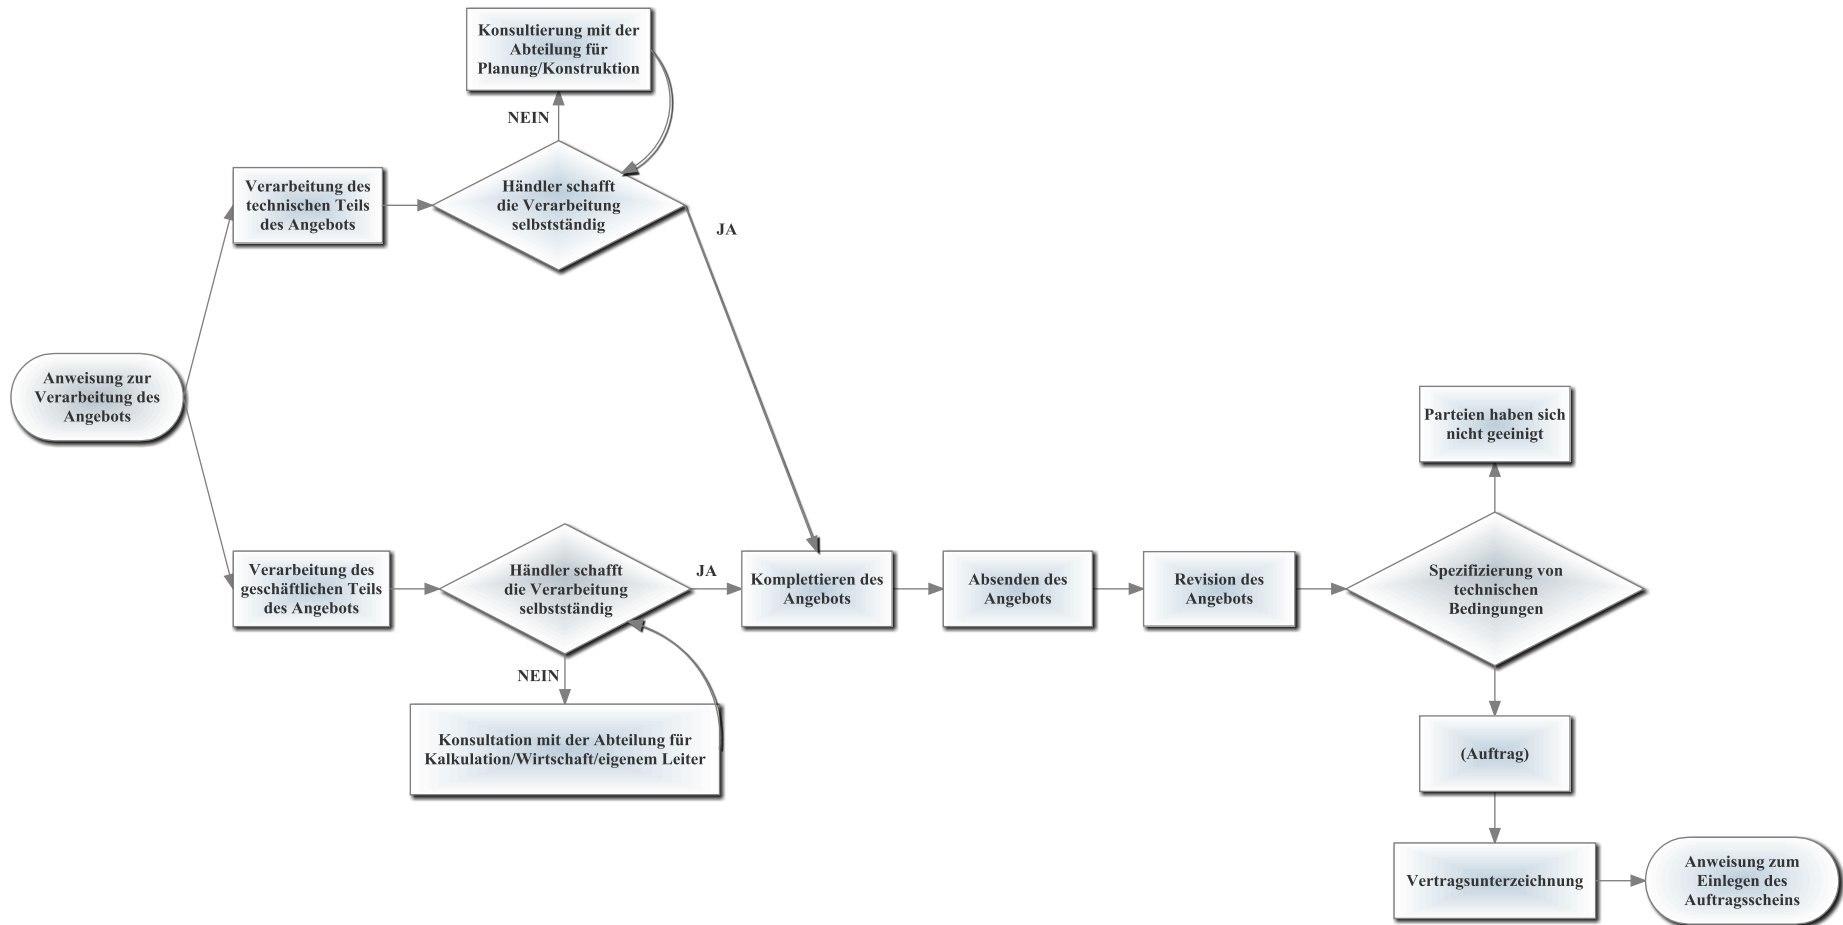 Konsultierung mit der
Abteilung für
Planung/Konstruktion
NEIN
Verarbeitung des
technischen Teils
des Angebots
Händler schafft
die Verarbeitung
selbstständig
JA
Anweisung zur
Verarbeitung des
Angebots
Parteien haben sich
nicht geeinigt
Verarbeitung des
geschäftlichen Teils
des Angebots
Händler schafft
die Verarbeitung
selbstständig
JA
Komplettieren des
Angebots
Absenden des
Angebots
Revision des
Angebots
Spezifizierung von
technischen
Bedingungen
NEIN
Konsultation mit der Abteilung für
Kalkulation/Wirtschaft/eigenem Leiter
(Auftrag)
Vertragsunterzeichnung
Anweisung zum
Einlegen des
Auftragsscheins